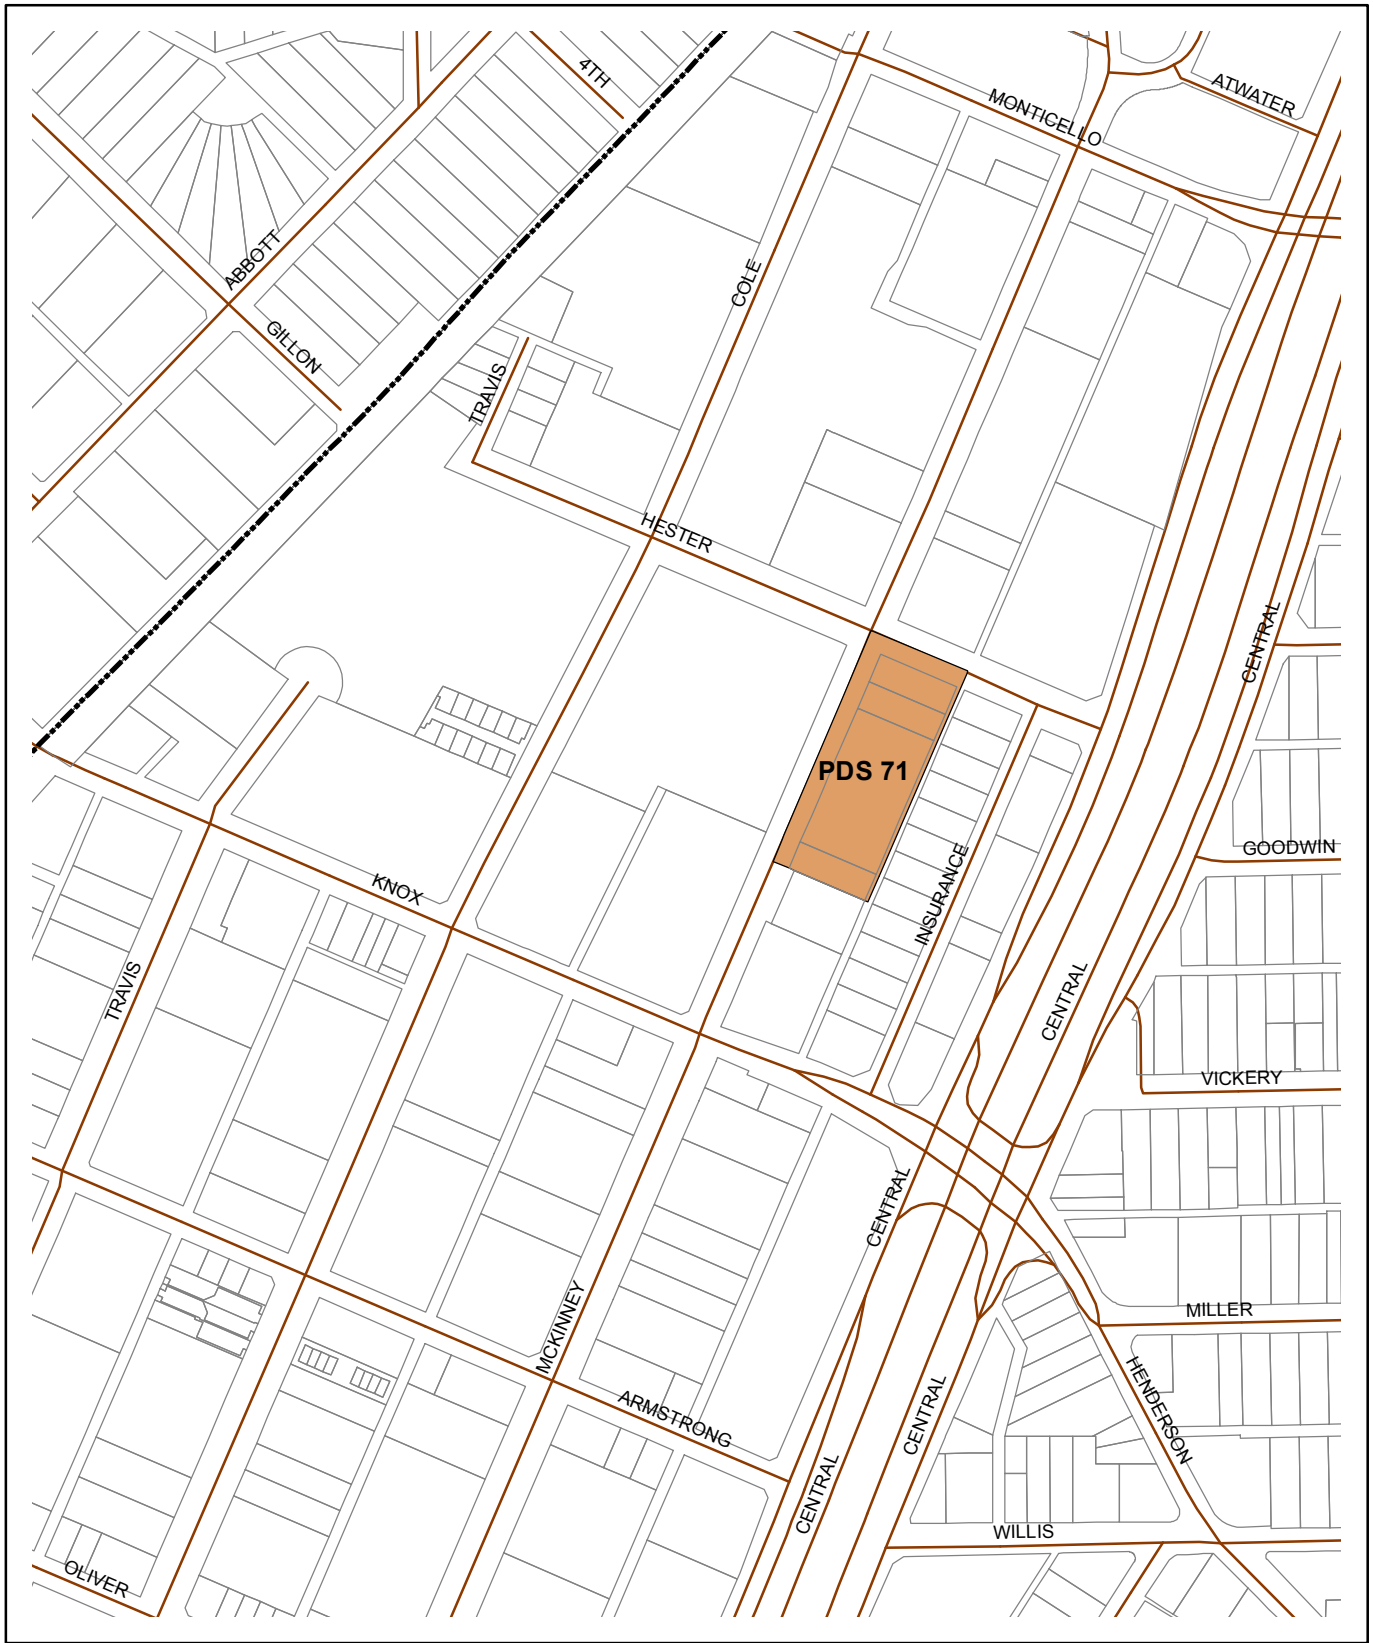 4TH
ATWATER
MONTICELLO
ABBOTT
COLE
GILLON
TRAVIS
HESTER
CENTRAL
PDS 71
GOODWIN
KNOX
INSURANCE
TRAVIS
CENTRAL
VICKERY
CENTRAL
MILLER
MCKINNEY
HENDERSON
ARMSTRONG
CENTRAL
CENTRAL
WILLIS
OLIVER